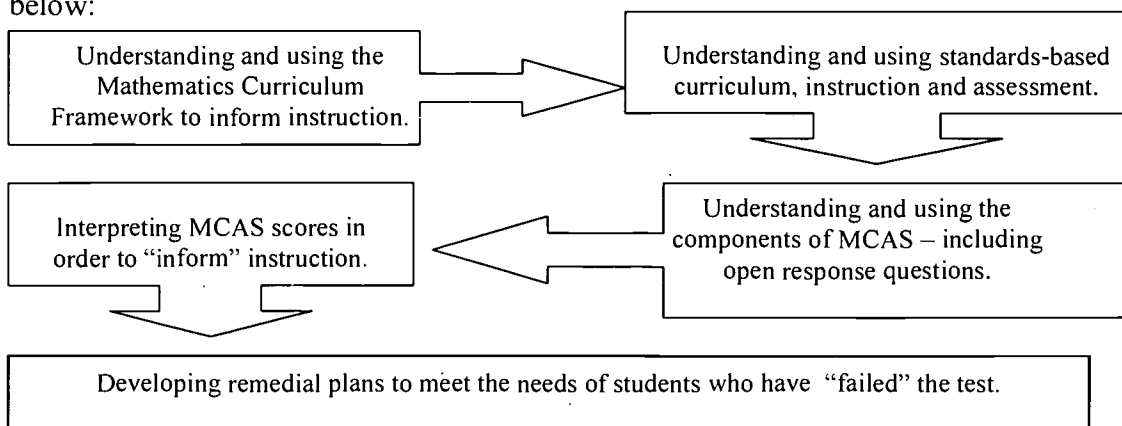 below:
Understanding and using the
Mathematics Curriculum
Framework to inform instruction.
Understanding and using standards-based
curriculum, instruction and assessment.
Understanding and using the
components of MCAS – including
open response questions.
Interpreting MCAS scores in
order to “inform” instruction.
Developing remedial plans to meet the needs of students who have “failed” the test.